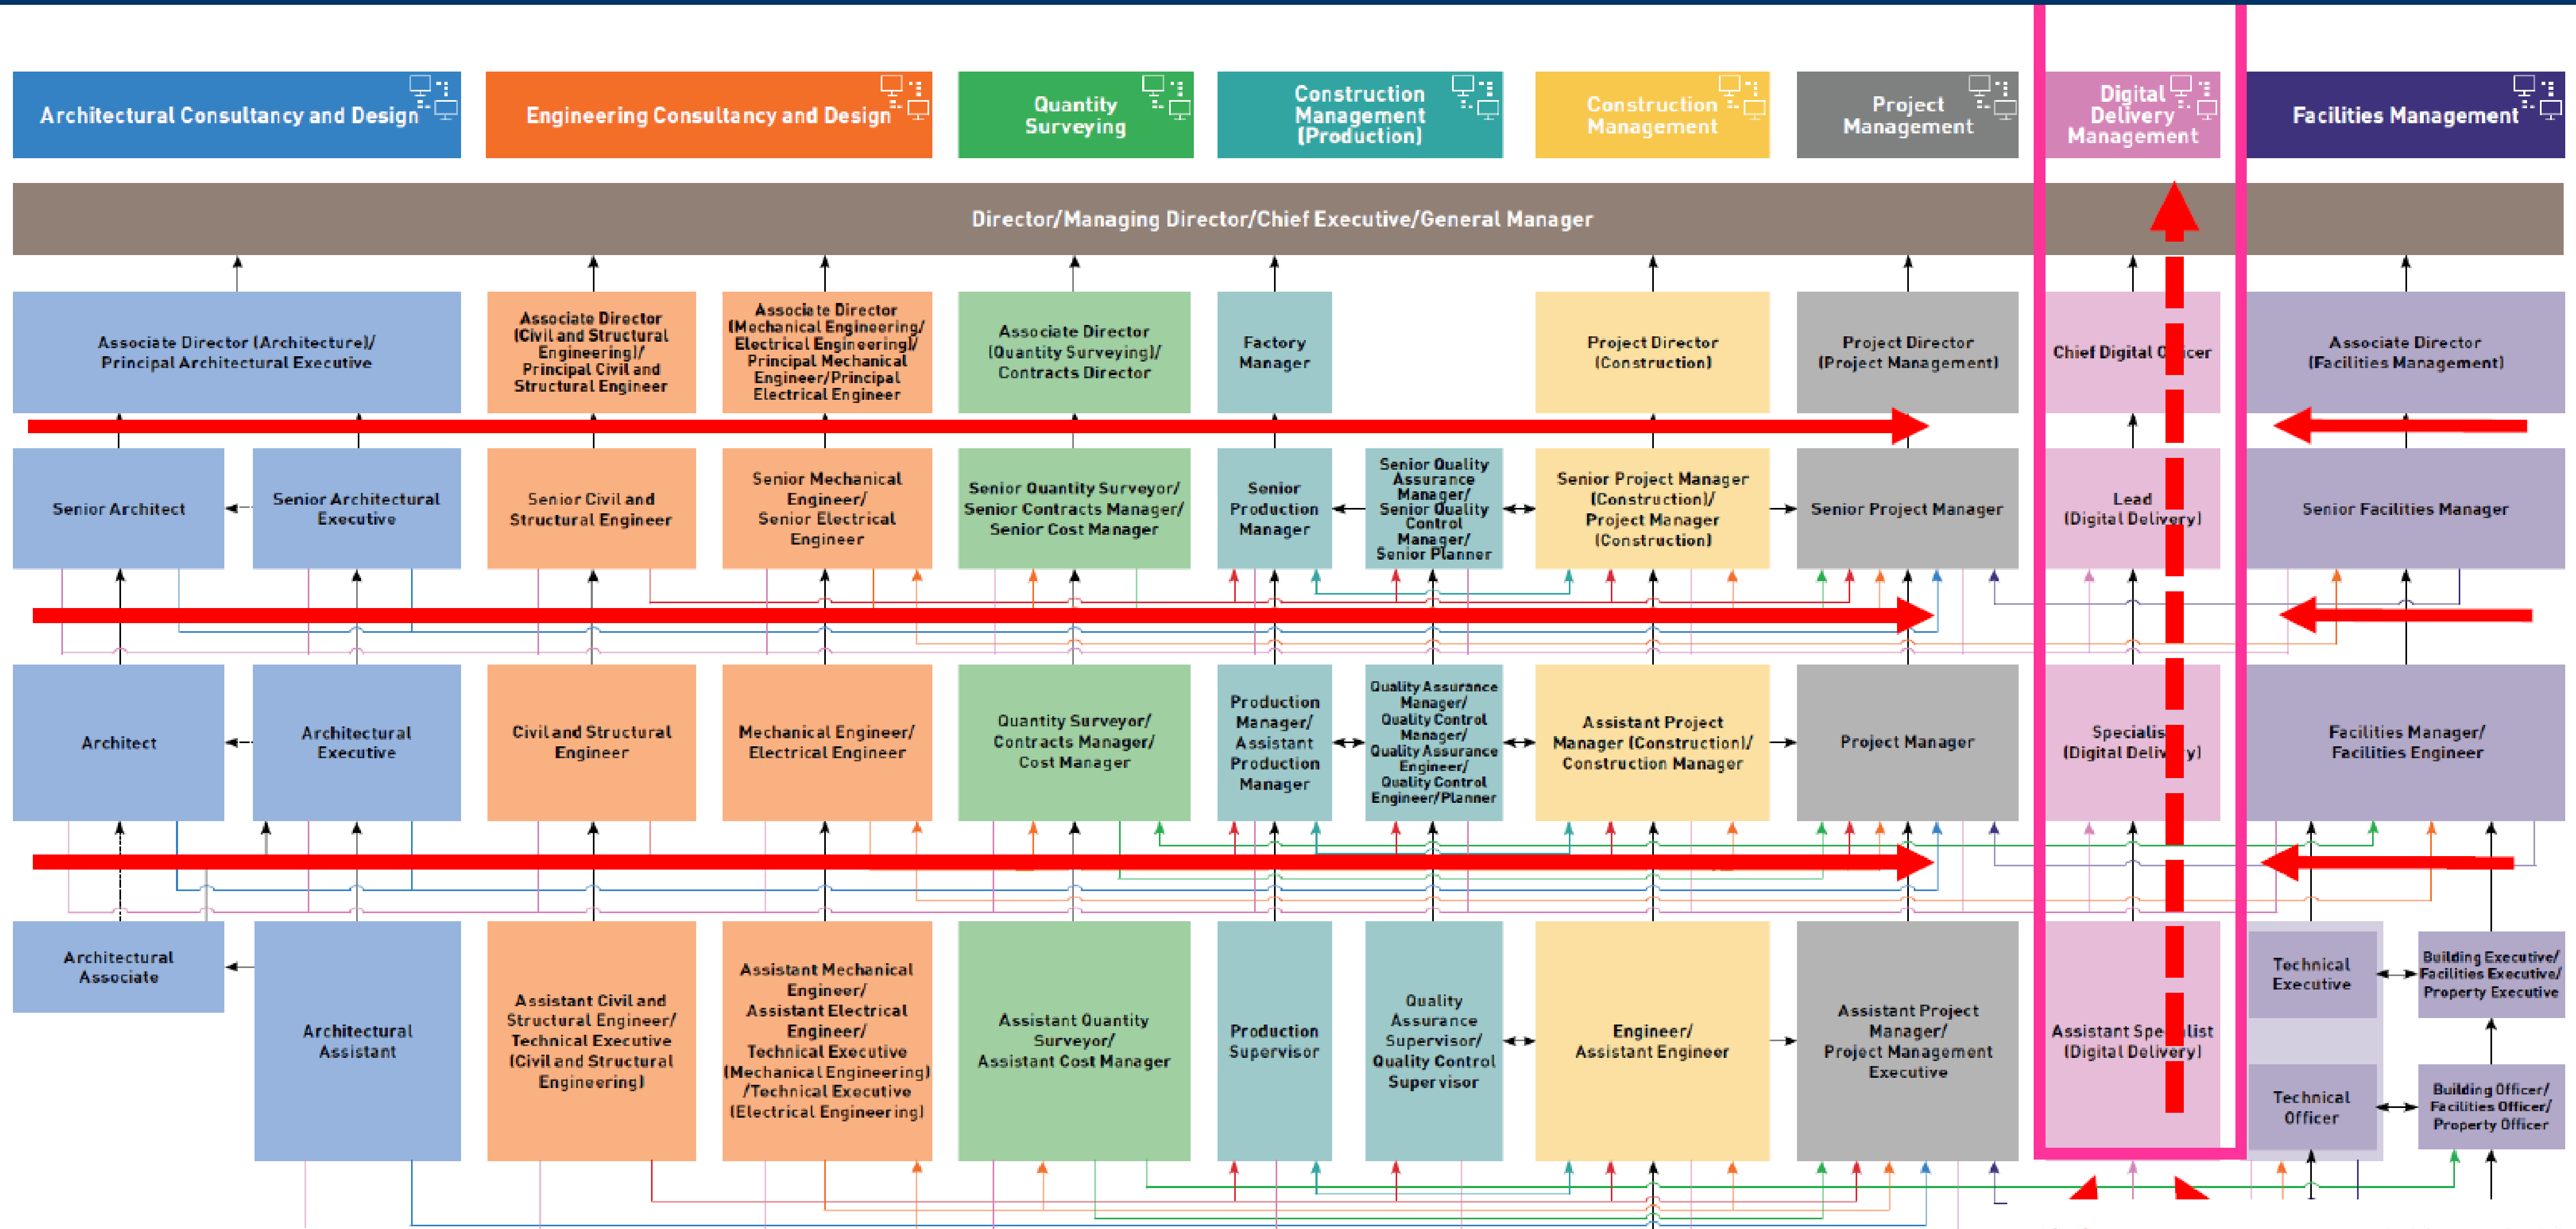 Architectural Consultancy and Design
Engineering Consultancy and Design
Quantity
Surveying
Construction
Management
(Production)
Construction
Management
Project
Management
Digital
Delivery
Management
Facilities Management
Director/Managing Director/Chief Executive/General Manager
Associate Director (Architecture)/
Principal Architectural Executive
Associate Director
(Civil and Structural
Engineering)/
Principal Civil and
Structural Engineer
Associate Director
(Mechanical Engineering/
Electrical Engineering)/
Principal Mechanical
Engineer/Principal
Electrical Engineer
Associate Director
(Quantity Surveying)/
Contracts Director
Factory
Manager
Project Director
(Construction)
Project Director
(Project Management)
Chief Digital Officer
Associate Director
(Facilities Management)
Senior Architect
Senior Architectural
Executive
Senior Civil and
Structural Engineer
Senior Mechanical
Engineer/
Senior Electrical
Engineer
Senior Quantity Surveyor/
Senior Contracts Manager/
Senior Cost Manager
Senior
Production
Manager
Senior Quality
Assurance
Manager/
Senior Quality
Control
Manager/
Senior Planner
Senior Project Manager
(Construction)/
Project Manager
(Construction)
Senior Project Manager
Lead
(Digital Delivery)
Senior Facilities Manager
Architect
Architectural
Executive
Civil and Structural
Engineer
Mechanical Engineer/
Electrical Engineer
Quantity Surveyor/
Contracts Manager/
Cost Manager
Production
Manager/
Assistant
Production
Manager
Quality Assurance
Manager/
Quality Control
Manager/
Quality Assurance
Engineer/
Quality Control
Engineer/Planner
Assistant Project
Manager (Construction)/
Construction Manager
Project Manager
Specialist
(Digital Delivery)
Facilities Manager/
Facilities Engineer
Architectural
Associate
Architectural
Assistant
Assistant Civil and
Structural Engineer/
Technical Executive
(Civil and Structural
Engineering)
Assistant Mechanical
Engineer/
Assistant Electrical
Engineer/
Technical Executive
(Mechanical Engineering)
/Technical Executive
(Electrical Engineering)
Assistant Quantity
Surveyor/
Assistant Cost Manager
Production
Supervisor
Quality
Assurance
Supervisor/
Quality Control
Supervisor
Engineer/
Assistant Engineer
Assistant Project
Manager/
Project Management
Executive
Assistant Specialist
(Digital Delivery)
Technical
Executive
Building Executive/
Facilities Executive/
Property Executive
Technical
Officer
Building Officer/
Facilities Officer/
Property Officer